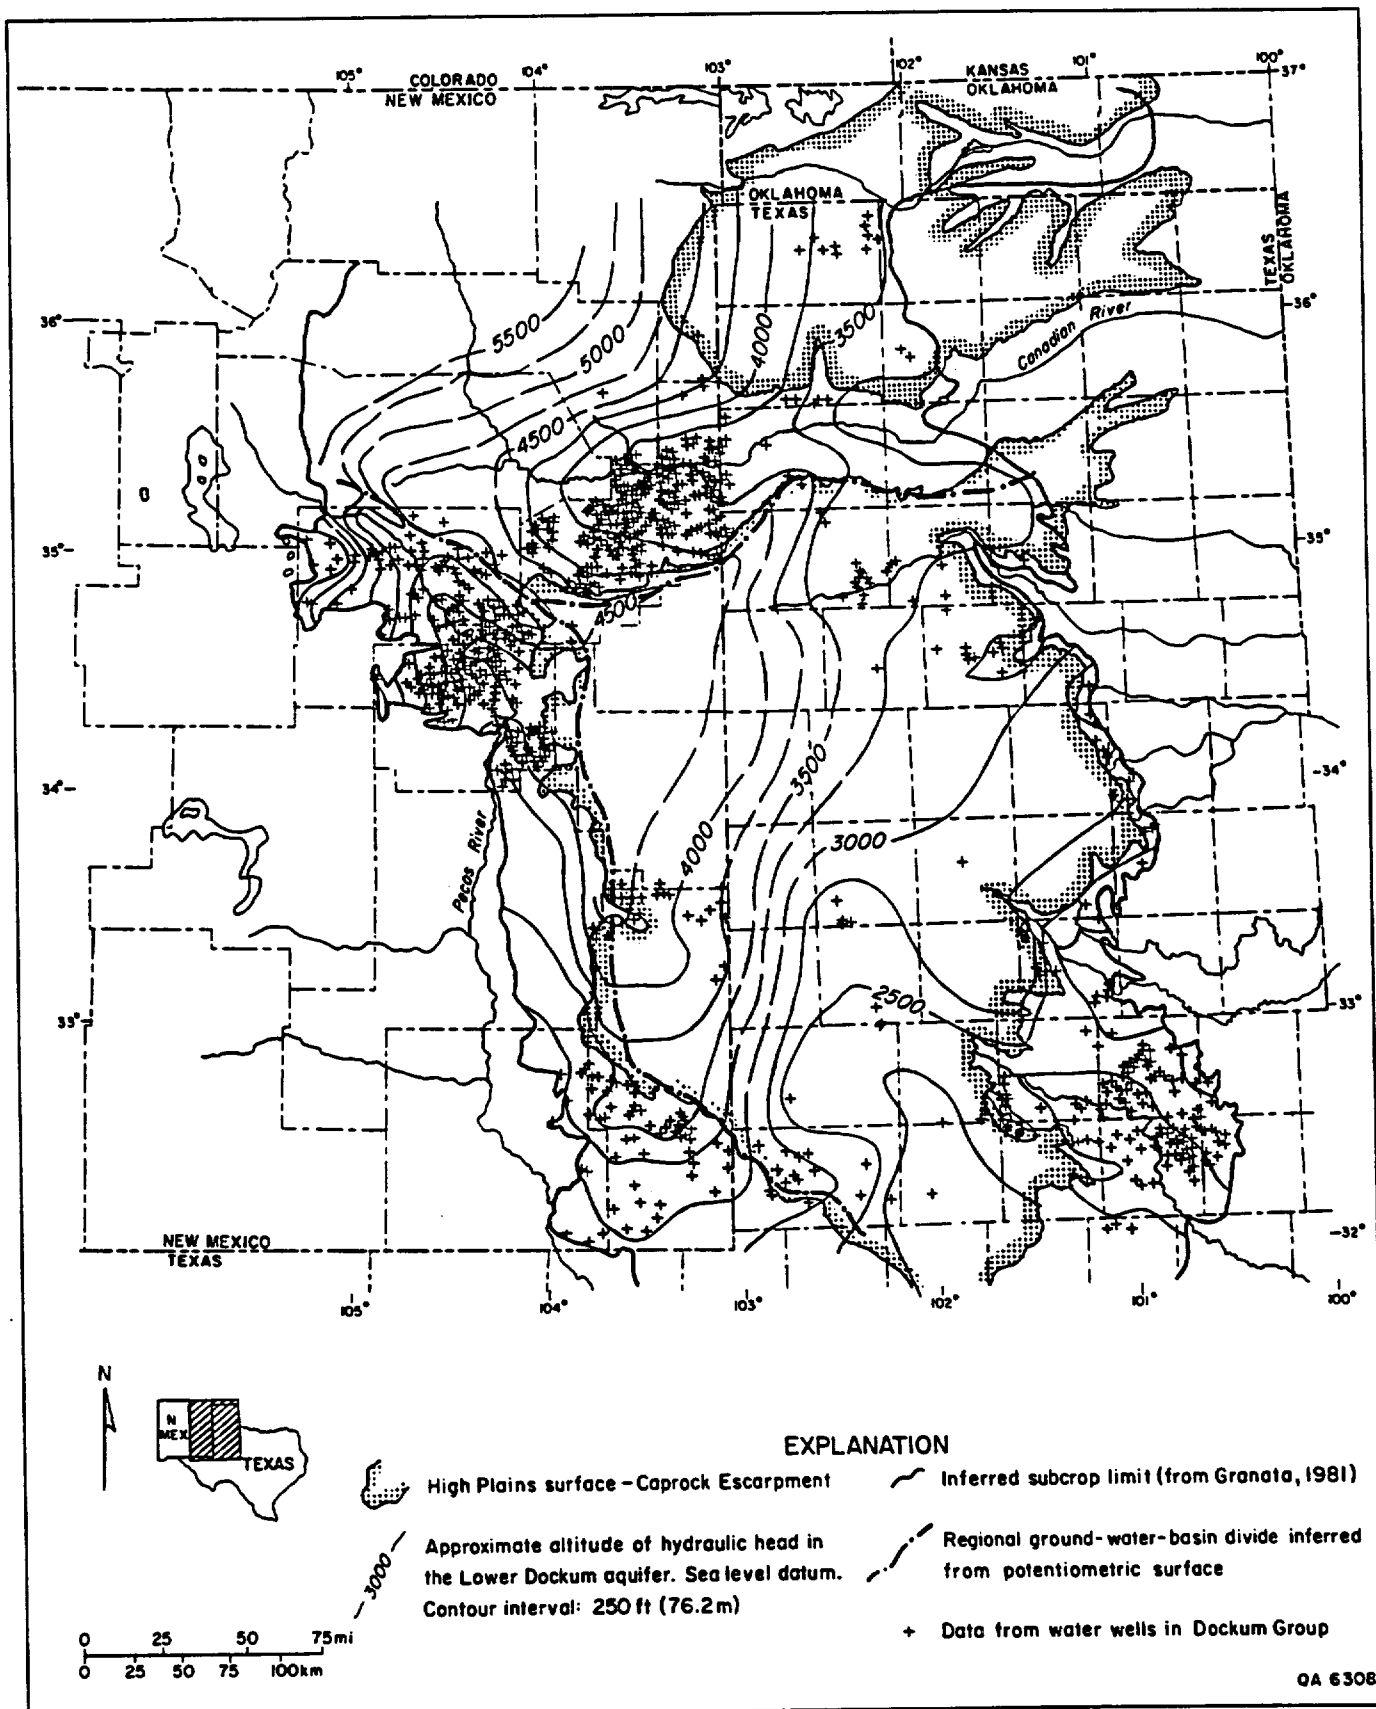 105°
104°
103°
102°
101°
100°
37°
COLORADO
NEW MEXICO
KANSAS
OKLAHOMA
OKLAHOMA
TEXAS
TEXAS
OKLAHOMA
36°
36°
5500
5000
4000
3500
Canadian River
4500
35°
35°
4500
3500
34°
34°
4000
3000
Pecos River
2500
33°
33°
32°
NEW MEXICO
TEXAS
105°
104°
103°
102°
101°
100°
N
N
MEX
TEXAS
EXPLANATION
High Plains surface - Caprock Escarpment
Inferred subcrop limit (from Granata, 1981)
3000
Approximate altitude of hydraulic head in
the Lower Dockum aquifer. Sea level datum.
Contour interval: 250 ft (76.2 m)
Regional ground-water-basin divide inferred
from potentiometric surface
+ Data from water wells in Dockum Group
0 25 50 75 mi
0 25 50 75 100 km
QA 6308